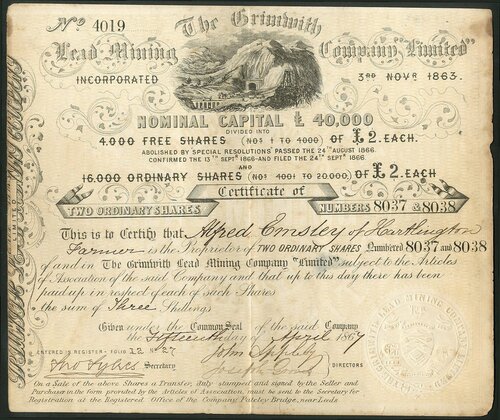 No 4019
The Grimwith
Lead Mining Company "Limited"
INCORPORATED 3RD NOVR 1863.
NOMINAL CAPITAL £ 40,000
DIVIDED INTO
4.000 FREE SHARES (NOS 1 TO 4000) OF £2. EACH.
ABOLISHED BY SPECIAL RESOLUTIONS PASSED THE 24TH AUGUST 1866.
CONFIRMED THE 13TH SEPT 1866 AND FILED THE 24TH SEPT 1866
AND
16,000 ORDINARY SHARES (NOS 4001 TO 20,000) OF £2. EACH
Certificate of
TWO ORDINARY SHARES NUMBERS 8037 & 8038
This is to Certify that Alfred Emsley of Hartlington
Farmer is the Proprietor of TWO ORDINARY SHARES Numbered 8037 and 8038
of and in The Grimwith Lead Mining Company "Limited" subject to the Articles
of Association of the said Company and that up to this day there has been
paid up in respect of each of such Shares
the sum of Three Shillings
Given under the Common Seal of the said Company
the Fifteenth day of April 1867
ENTERED IN REGISTER - FOLIO 12 No 27
John Appleby
Tho Sykes Secretary
Joseph
DIRECTORS
On a Sale of the above Shares a Transfer, duly stamped and signed by the Seller and
Purchaser in the form provided by the Articles of Association, must be sent to the Secretary for
Registration at the Registered Office of the Company Pateley Bridge, near Leeds